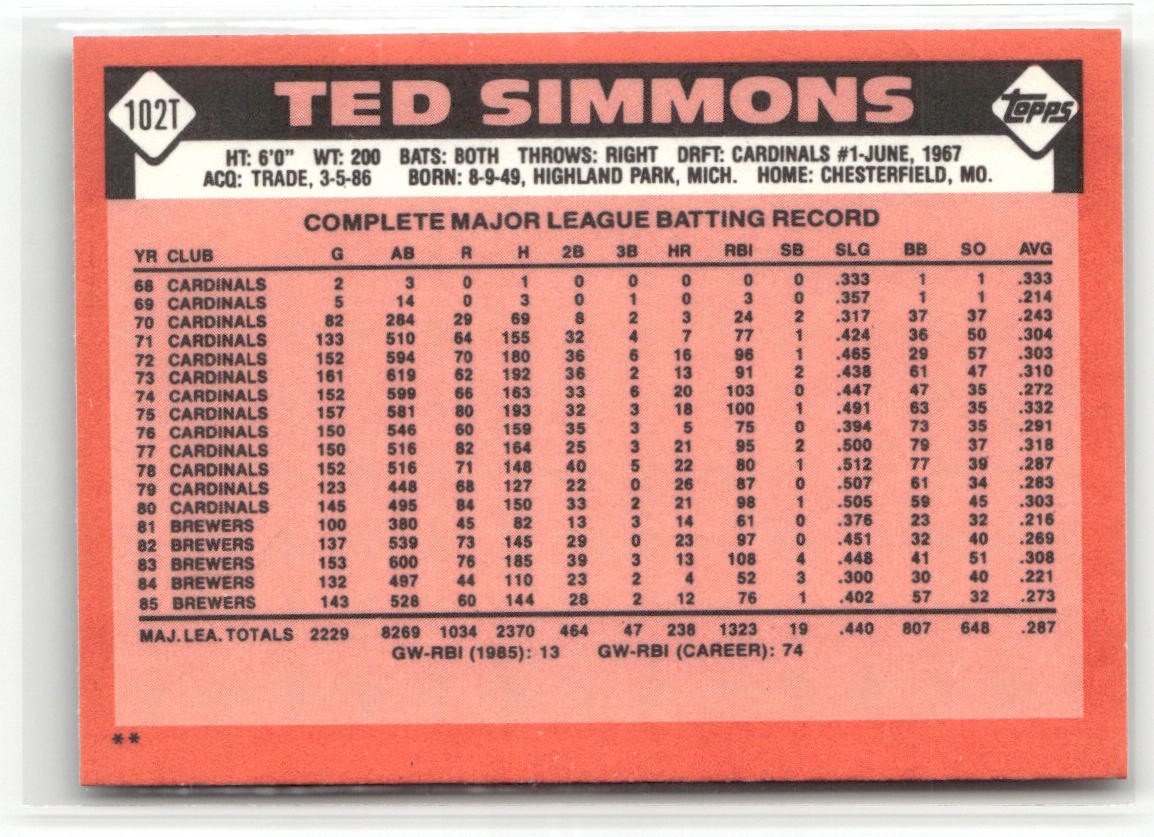 102T TED SIMMONS Topps
HT: 6'0" WT: 200 BATS: BOTH THROWS: RIGHT DRFT: CARDINALS #1-JUNE, 1967
ACQ: TRADE, 3-5-86 BORN: 8-9-49, HIGHLAND PARK, MICH. HOME: CHESTERFIELD, MO.
COMPLETE MAJOR LEAGUE BATTING RECORD
YR CLUB G AB R H 2B 3B HR RBI SB SLG BB SO AVG
68 CARDINALS 2 3 0 1 0 0 0 0 0 .333 1 1 .333
69 CARDINALS 5 14 0 3 0 1 0 3 0 .357 1 1 .214
70 CARDINALS 82 284 29 69 8 2 3 24 2 .317 37 37 .243
71 CARDINALS 133 510 64 155 32 4 7 77 1 .424 36 50 .304
72 CARDINALS 152 594 70 180 36 6 16 96 1 .465 29 57 .303
73 CARDINALS 161 619 62 192 36 2 13 91 2 .438 61 47 .310
74 CARDINALS 152 599 66 163 33 6 20 103 0 .447 47 35 .272
75 CARDINALS 157 581 80 193 32 3 18 100 1 .491 63 35 .332
76 CARDINALS 150 546 60 159 35 3 5 75 0 .394 73 35 .291
77 CARDINALS 150 516 82 164 25 3 21 95 2 .500 79 37 .318
78 CARDINALS 152 516 71 148 40 5 22 80 1 .512 77 39 .287
79 CARDINALS 123 448 68 127 22 0 26 87 0 .507 61 34 .283
80 CARDINALS 145 495 84 150 33 2 21 98 1 .505 59 45 .303
81 BREWERS 100 380 45 82 13 3 14 61 0 .376 23 32 .216
82 BREWERS 137 539 73 145 29 0 23 97 0 .451 32 40 .269
83 BREWERS 153 600 76 185 39 3 13 108 4 .448 41 51 .308
84 BREWERS 132 497 44 110 23 2 4 52 3 .300 30 40 .221
85 BREWERS 143 528 60 144 28 2 12 76 1 .402 57 32 .273
MAJ. LEA. TOTALS 2229 8269 1034 2370 464 47 238 1323 19 .440 807 648 .287
GW-RBI (1985): 13 GW-RBI (CAREER): 74
**